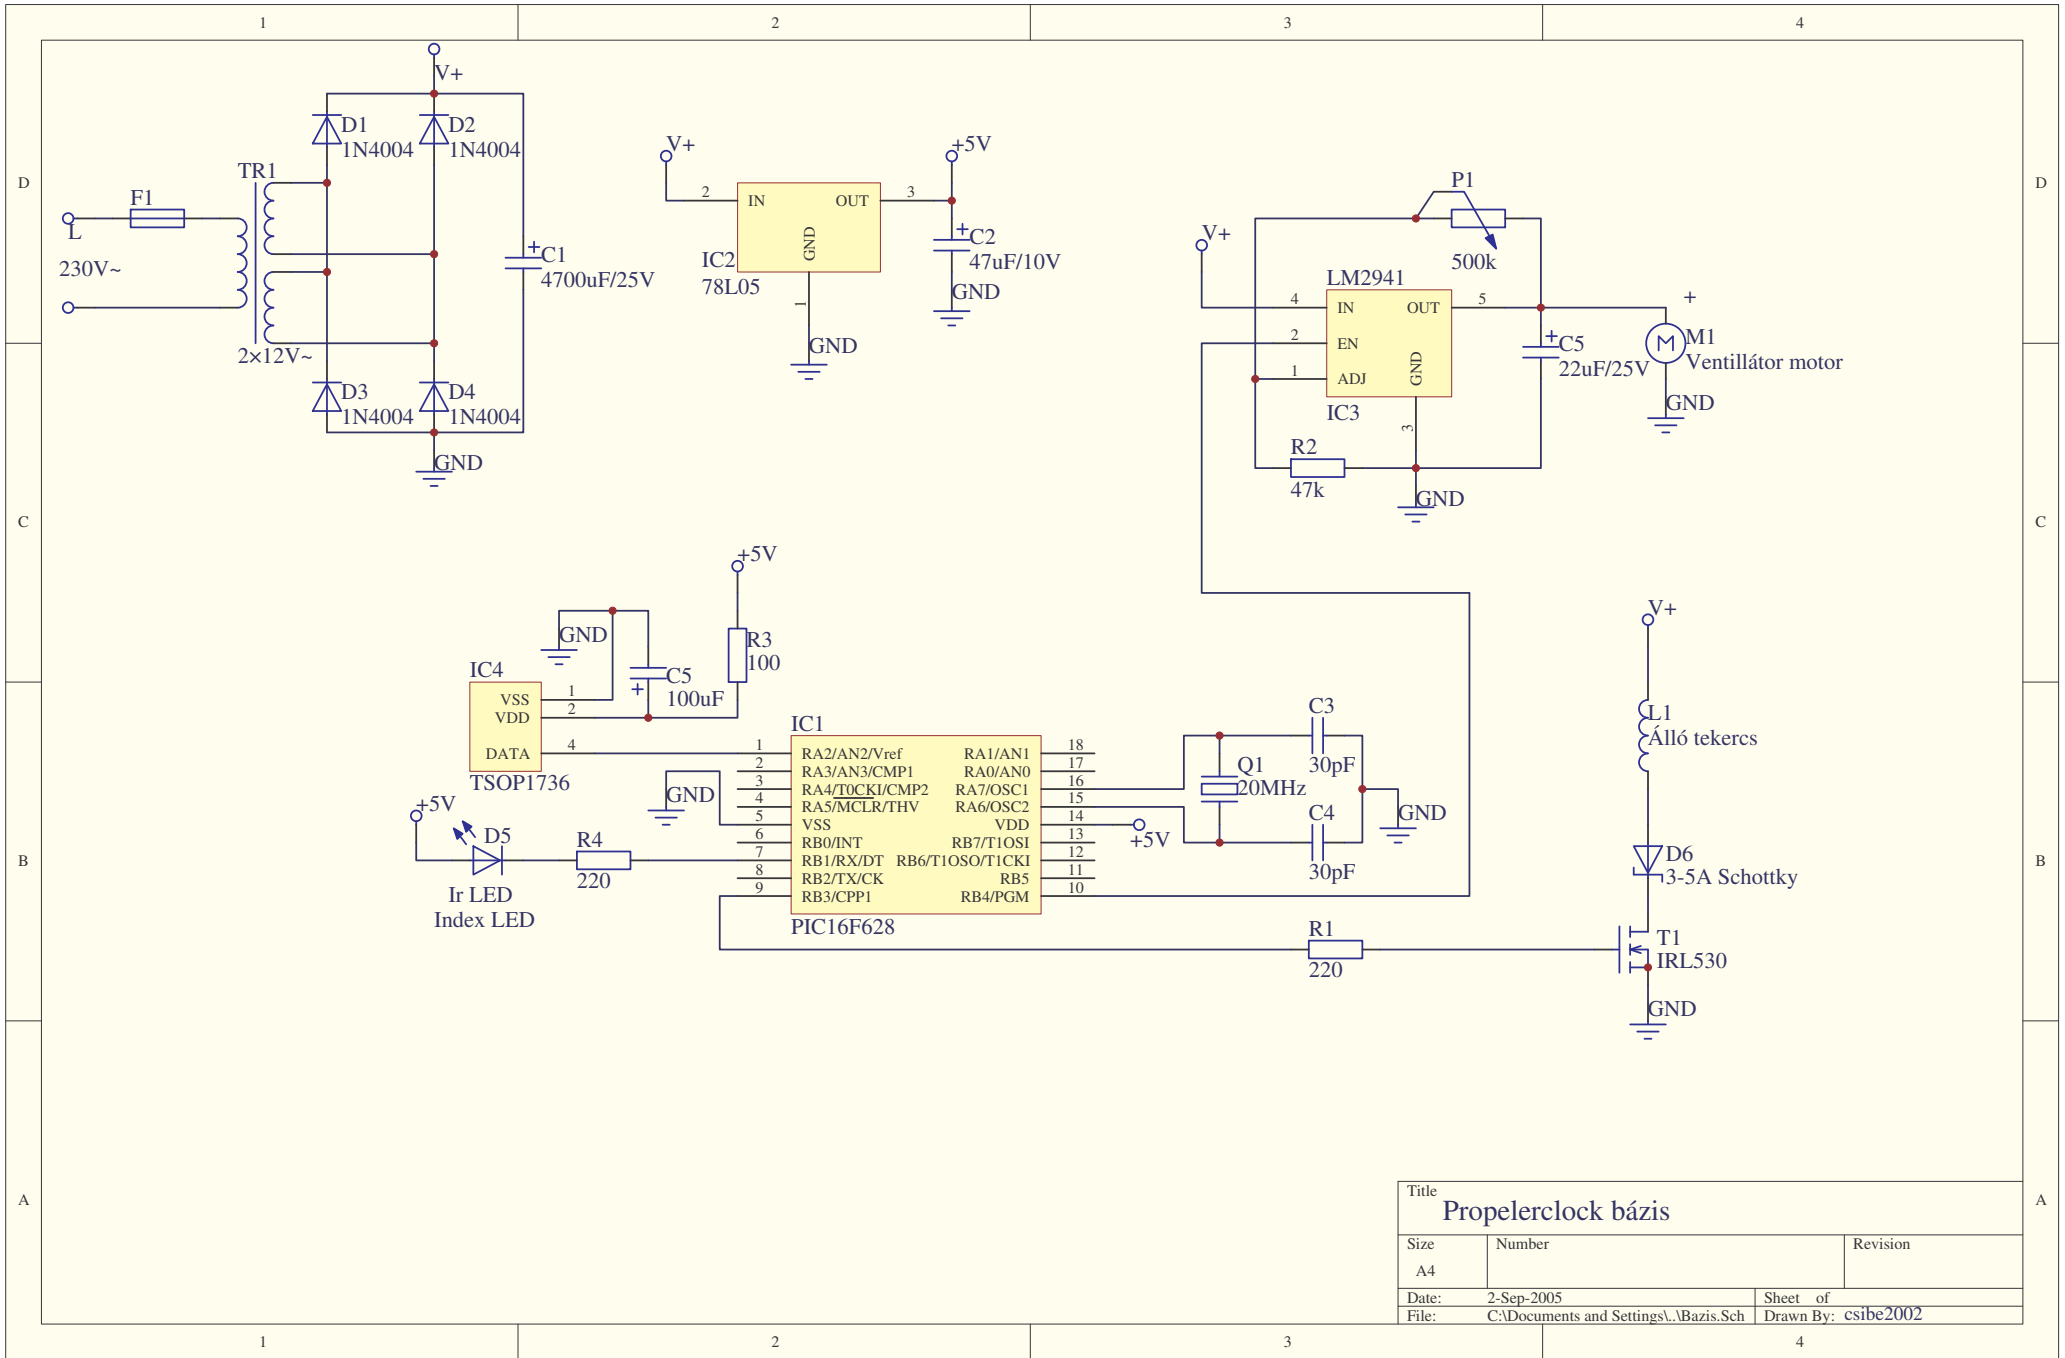 1 2 3 4
D
C
B
A
D
C
B
A
V+
D1
1N4004
D2
1N4004
TR1
F1
L
230V~
2×12V~
C1
4700uF/25V
D3
1N4004
D4
1N4004
GND
V+
2 IN OUT 3
GND
1
IC2
78L05
GND
+5V
C2
47uF/10V
GND
P1
500k
V+
LM2941
4 IN OUT 5
2 EN
1 ADJ
GND
3
IC3
R2
47k
GND
C5
22uF/25V
+
M
M1
Ventillátor motor
GND
+5V
R3
100
GND
C5
100uF
IC4
VSS 1
VDD 2
DATA 4
TSOP1736
IC1
1 RA2/AN2/Vref RA1/AN1 18
2 RA3/AN3/CMP1 RA0/AN0 17
3 RA4/T0CKI/CMP2 RA7/OSC1 16
4 RA5/MCLR/THV RA6/OSC2 15
5 VSS VDD 14
6 RB0/INT RB7/T1OSI 13
7 RB1/RX/DT RB6/T1OSO/T1CKI 12
8 RB2/TX/CK RB5 11
9 RB3/CPP1 RB4/PGM 10
PIC16F628
GND
+5V
D5
Ir LED
Index LED
R4
220
+5V
Q1
20MHz
C3
30pF
C4
30pF
GND
R1
220
V+
L1
Álló tekercs
D6
3-5A Schottky
T1
IRL530
GND
Title
Propelerclock bázis
Size Number Revision
A4
Date: 2-Sep-2005 Sheet of
File: C:\Documents and Settings\..\Bazis.Sch Drawn By: csibe2002
1 2 3 4